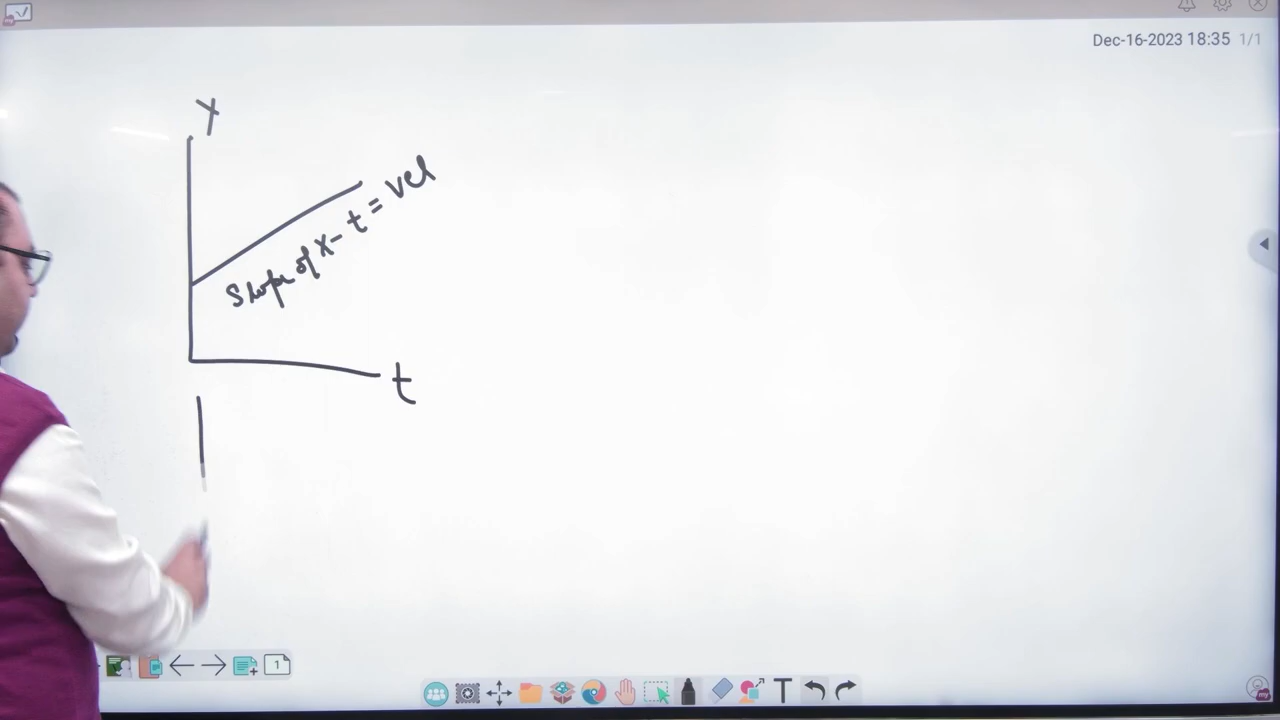 Dec-16-2023 18:35 1/1
X
Slope of X - t = vel
t
1
T